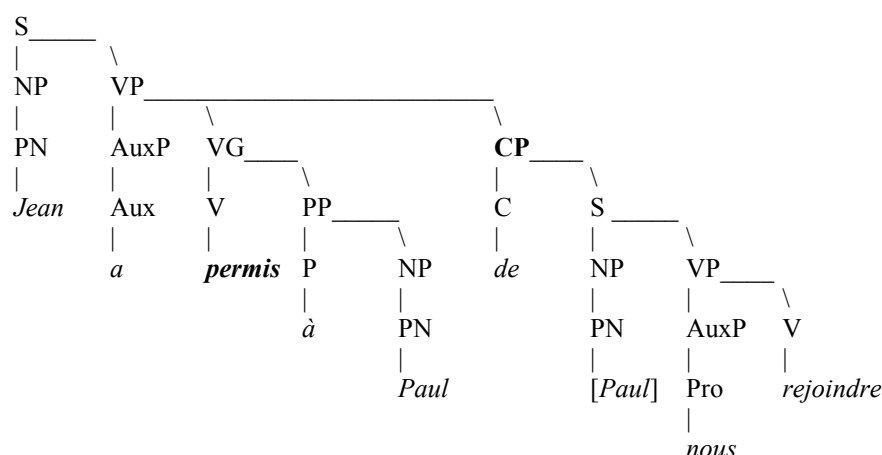 S
NP VP
PN AuxP VG CP
Jean Aux V PP C S
a permis P NP de NP VP
à PN PN AuxP V
Paul [Paul] Pro rejoindre
nous